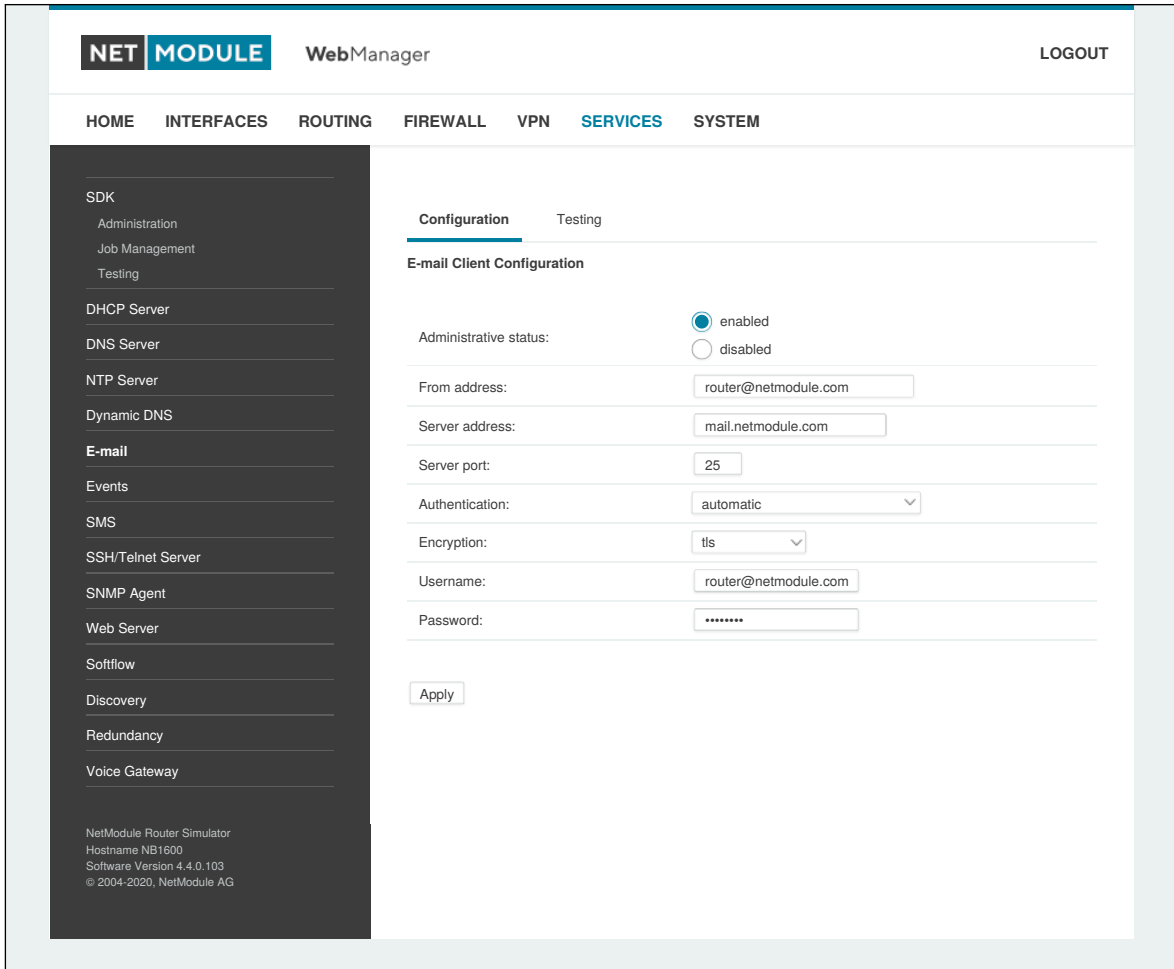 NET MODULE WebManager LOGOUT
HOME INTERFACES ROUTING FIREWALL VPN SERVICES SYSTEM
SDK
Administration
Job Management
Testing
DHCP Server
DNS Server
NTP Server
Dynamic DNS
E-mail
Events
SMS
SSH/Telnet Server
SNMP Agent
Web Server
Softflow
Discovery
Redundancy
Voice Gateway
NetModule Router Simulator
Hostname NB1600
Software Version 4.4.0.103
© 2004-2020, NetModule AG
Configuration Testing
E-mail Client Configuration
Administrative status:
enabled
disabled
From address: router@netmodule.com
Server address: mail.netmodule.com
Server port: 25
Authentication: automatic
Encryption: tls
Username: router@netmodule.com
Password: ••••••••
Apply